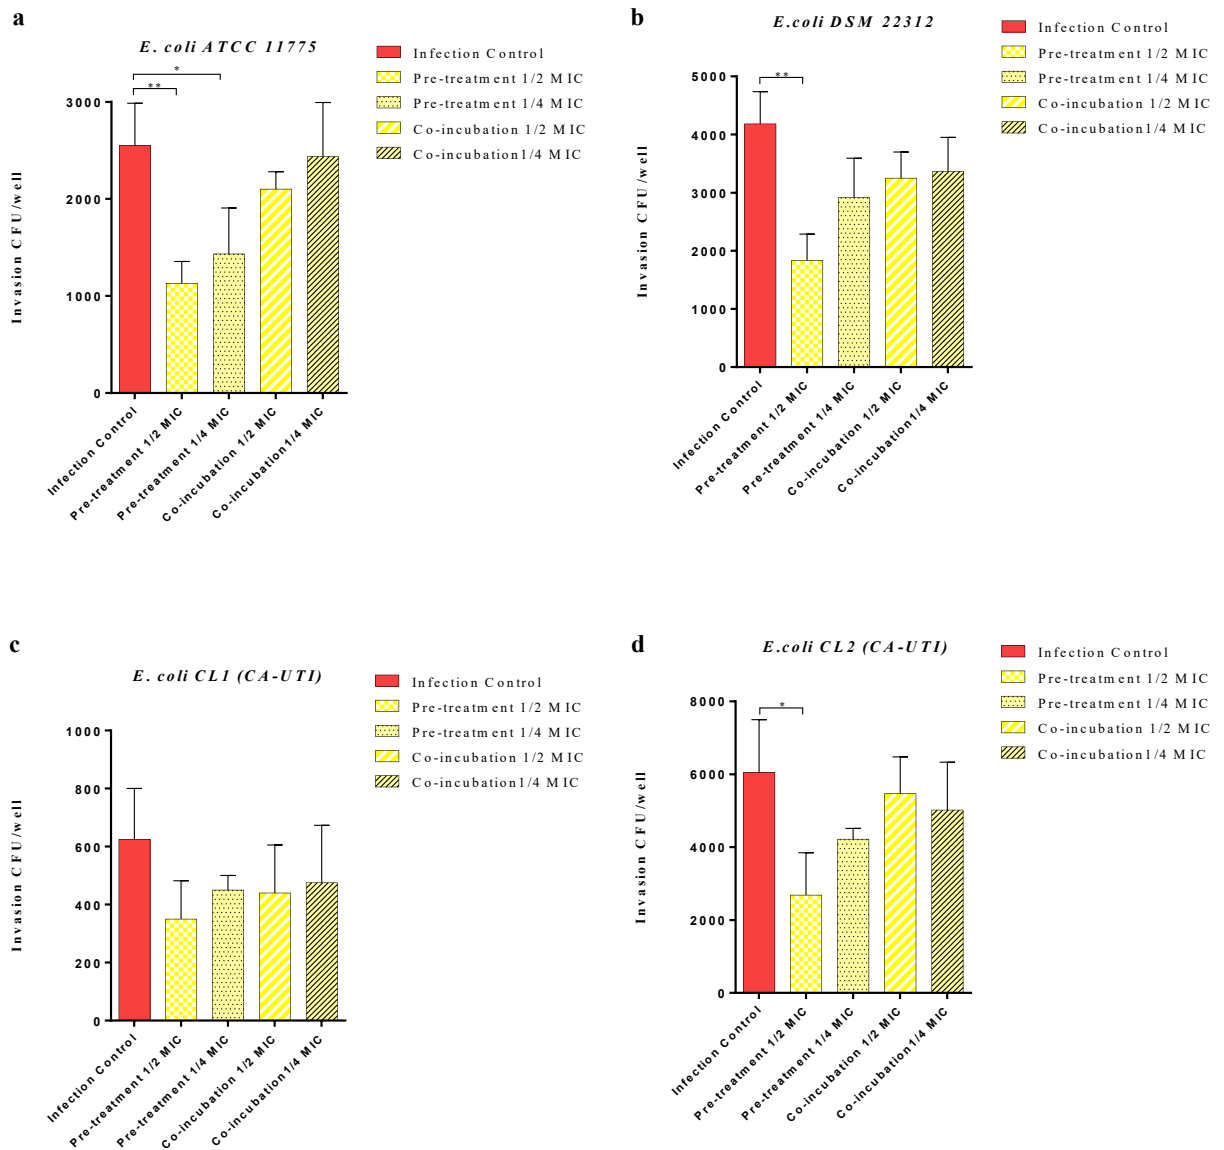 a
E. coli ATCC 11775
Infection Control
Pre-treatment 1/2 MIC
Pre-treatment 1/4 MIC
Co-incubation 1/2 MIC
Co-incubation1/4 MIC
*
**
Invasion CFU/well
3000
2000
1000
0
Infection Control
Pre-treatment 1/2 MIC
Pre-treatment 1/4 MIC
Co-incubation 1/2 MIC
Co-incubation1/4 MIC
b
E.coli DSM 22312
Infection Control
Pre-treatment 1/2 MIC
Pre-treatment 1/4 MIC
Co-incubation 1/2 MIC
Co-incubation1/4 MIC
**
Invasion CFU/well
5000
4000
3000
2000
1000
0
Infection Control
Pre-treatment 1/2 MIC
Pre-treatment 1/4 MIC
Co-incubation 1/2 MIC
Co-incubation1/4 MIC
c
E. coli CL1 (CA-UTI)
Infection Control
Pre-treatment 1/2 MIC
Pre-treatment 1/4 MIC
Co-incubation 1/2 MIC
Co-incubation1/4 MIC
Invasion CFU/well
1000
800
600
400
200
0
Infection Control
Pre-treatment 1/2 MIC
Pre-treatment 1/4 MIC
Co-incubation 1/2 MIC
Co-incubation1/4 MIC
d
E.coli CL2 (CA-UTI)
Infection Control
Pre-treatment 1/2 MIC
Pre-treatment 1/4 MIC
Co-incubation 1/2 MIC
Co-incubation1/4 MIC
*
Invasion CFU/well
8000
6000
4000
2000
0
Infection Control
Pre-treatment 1/2 MIC
Pre-treatment 1/4 MIC
Co-incubation 1/2 MIC
Co-incubation1/4 MIC